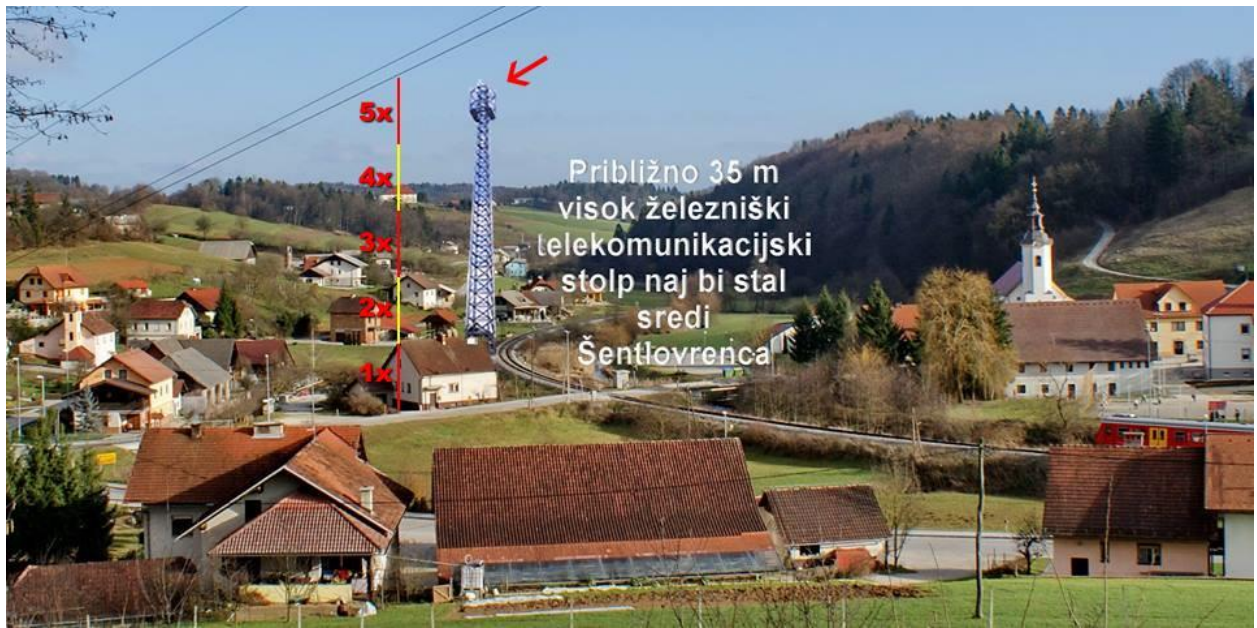 5x
4x
3x
2x
1x
Približno 35 m
visok železniški
telekomunikacijski
stolp naj bi stal
sredi
Šentlovrenca